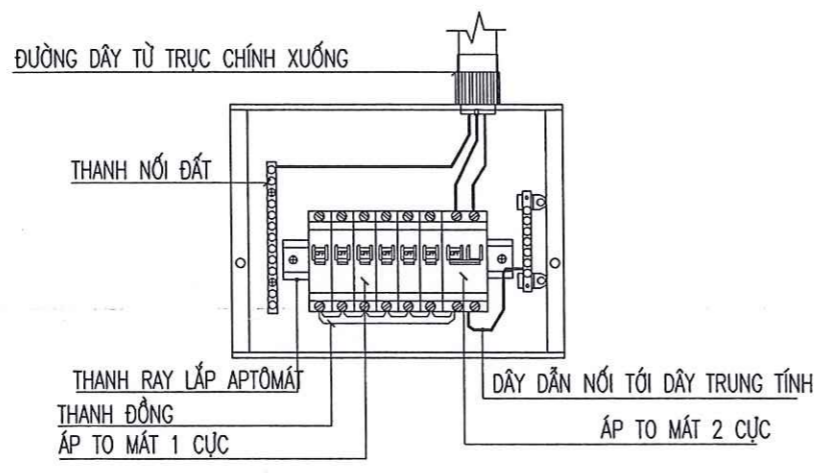 ĐƯỜNG DÂY TỪ TRỤC CHÍNH XUỐNG
THANH NỐI ĐẤT
THANH RAY LẮP APTÔMÁT
DÂY DẪN NỐI TỚI DÂY TRUNG TÍNH
THANH ĐỒNG
ÁP TO MÁT 1 CỰC
ÁP TO MÁT 2 CỰC